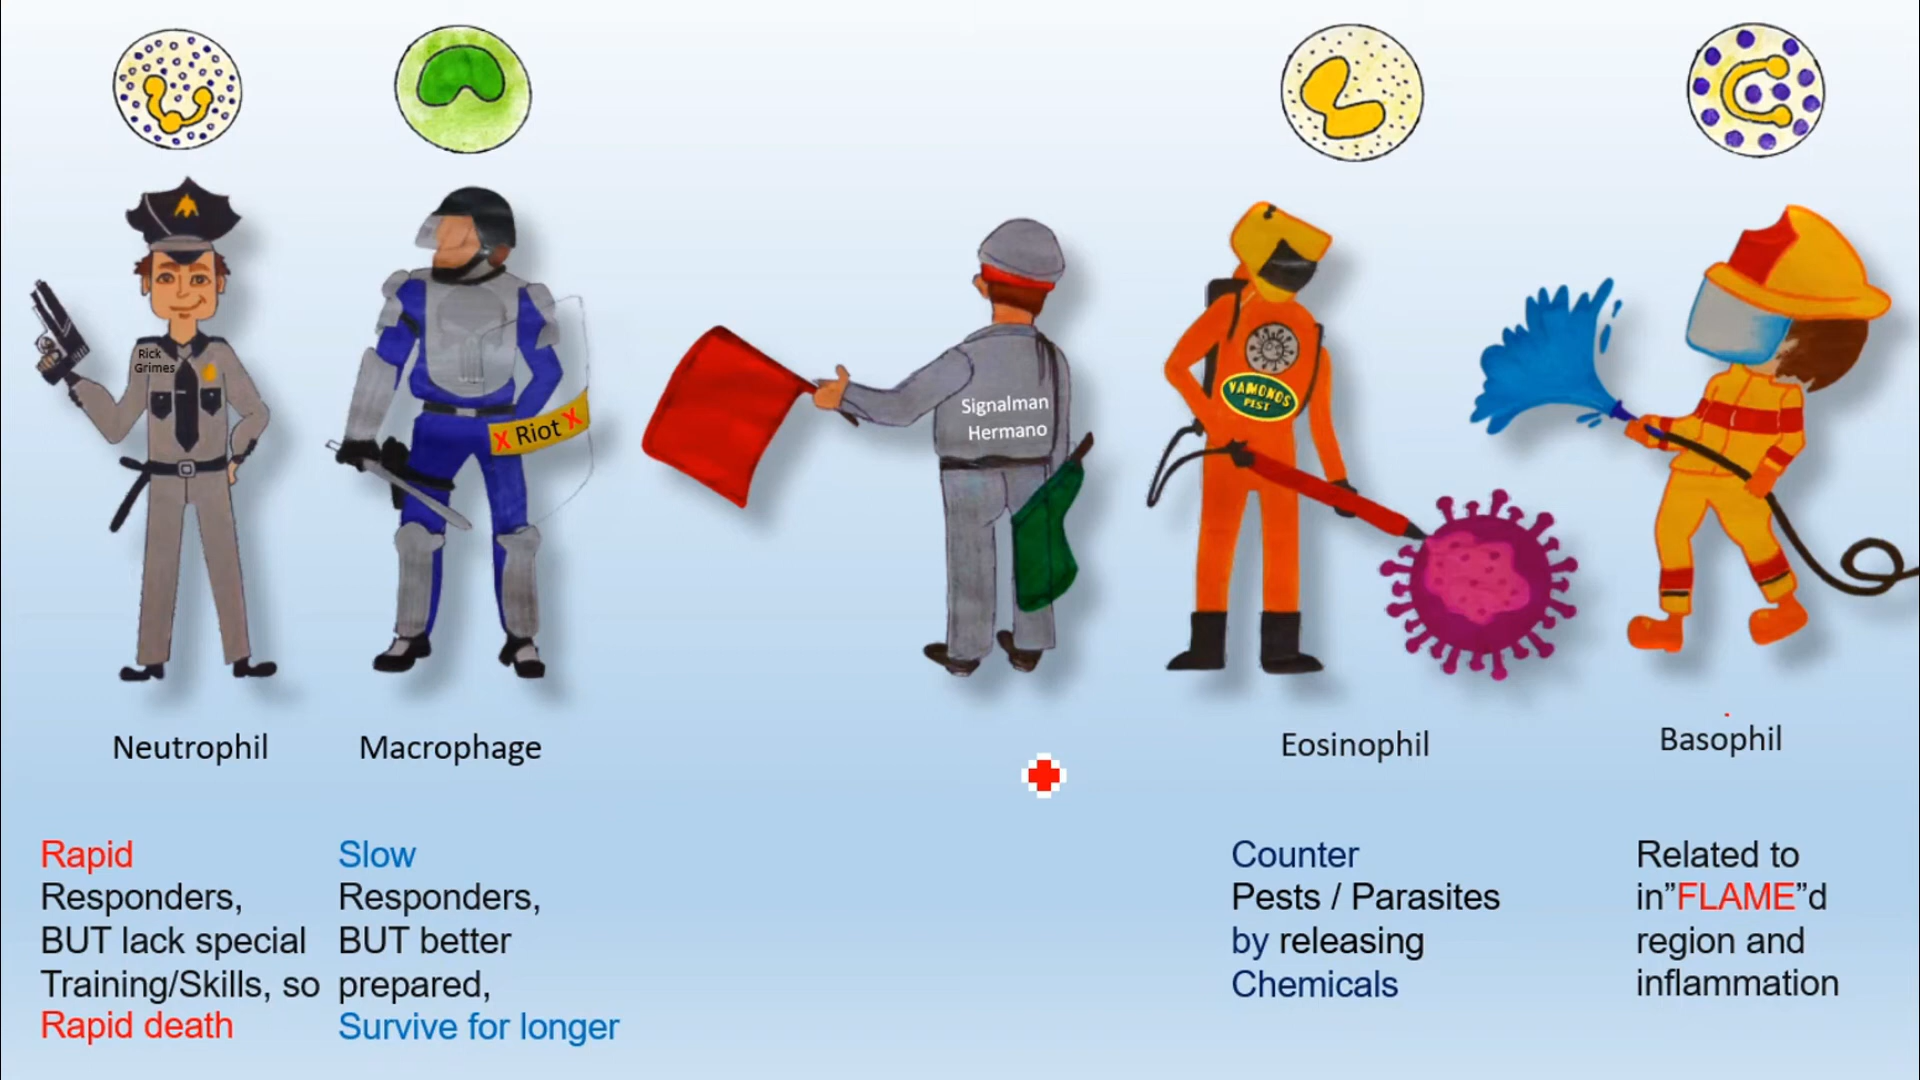 Rick
Grimes
X Riot X
Signalman
Hermano
VAMONOS
PEST
Neutrophil
Macrophage
Eosinophil
Basophil
Rapid
Responders,
BUT lack special
Training/Skills, so
Rapid death
Slow
Responders,
BUT better
prepared,
Survive for longer
Counter
Pests / Parasites
by releasing
Chemicals
Related to
in”FLAME”d
region and
inflammation